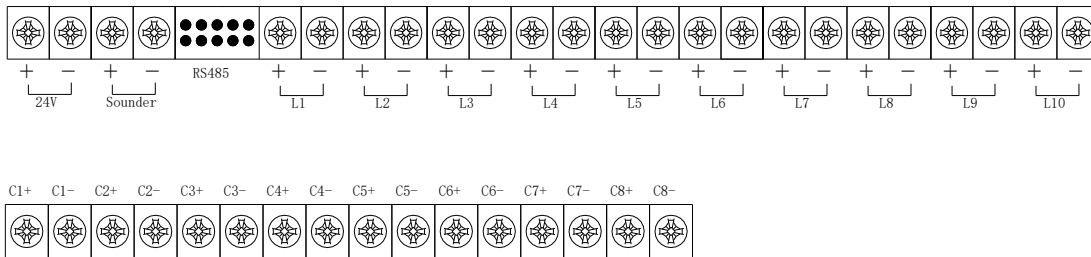 + − + − RS485 + − + − + − + − + − + − + − + − + − + −
24V Sounder L1 L2 L3 L4 L5 L6 L7 L8 L9 L10
C1+ C1− C2+ C2− C3+ C3− C4+ C4− C5+ C5− C6+ C6− C7+ C7− C8+ C8−